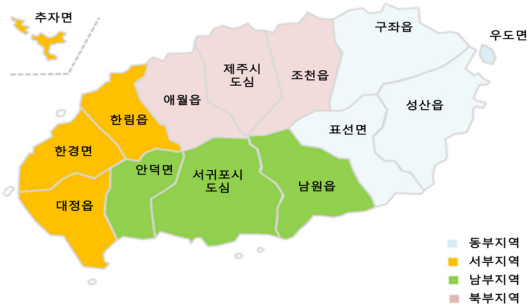 추자면
구좌읍
우도면
제주시
도심
조천읍
애월읍
성산읍
한림읍
표선면
한경면
안덕면
서귀포시
도심
남원읍
대정읍
동부지역
서부지역
남부지역
북부지역